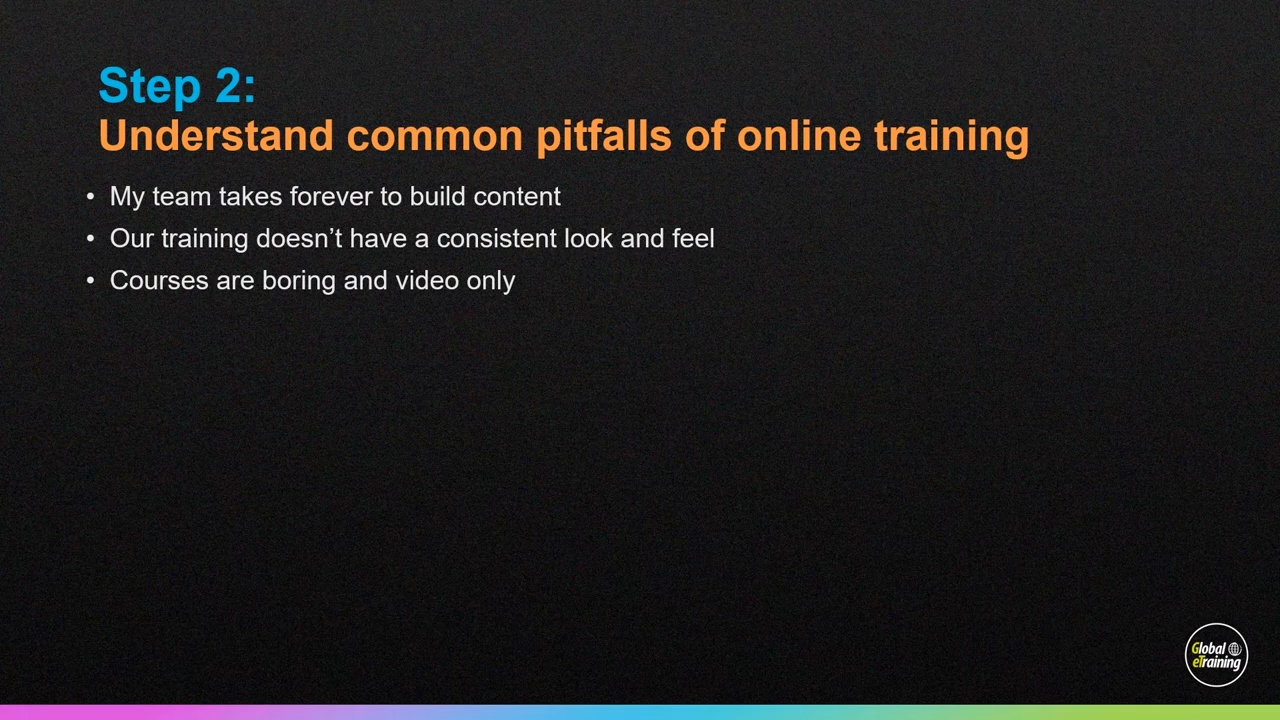 Step 2:
Understand common pitfalls of online training
• My team takes forever to build content
• Our training doesn’t have a consistent look and feel
• Courses are boring and video only
Global
eTraining